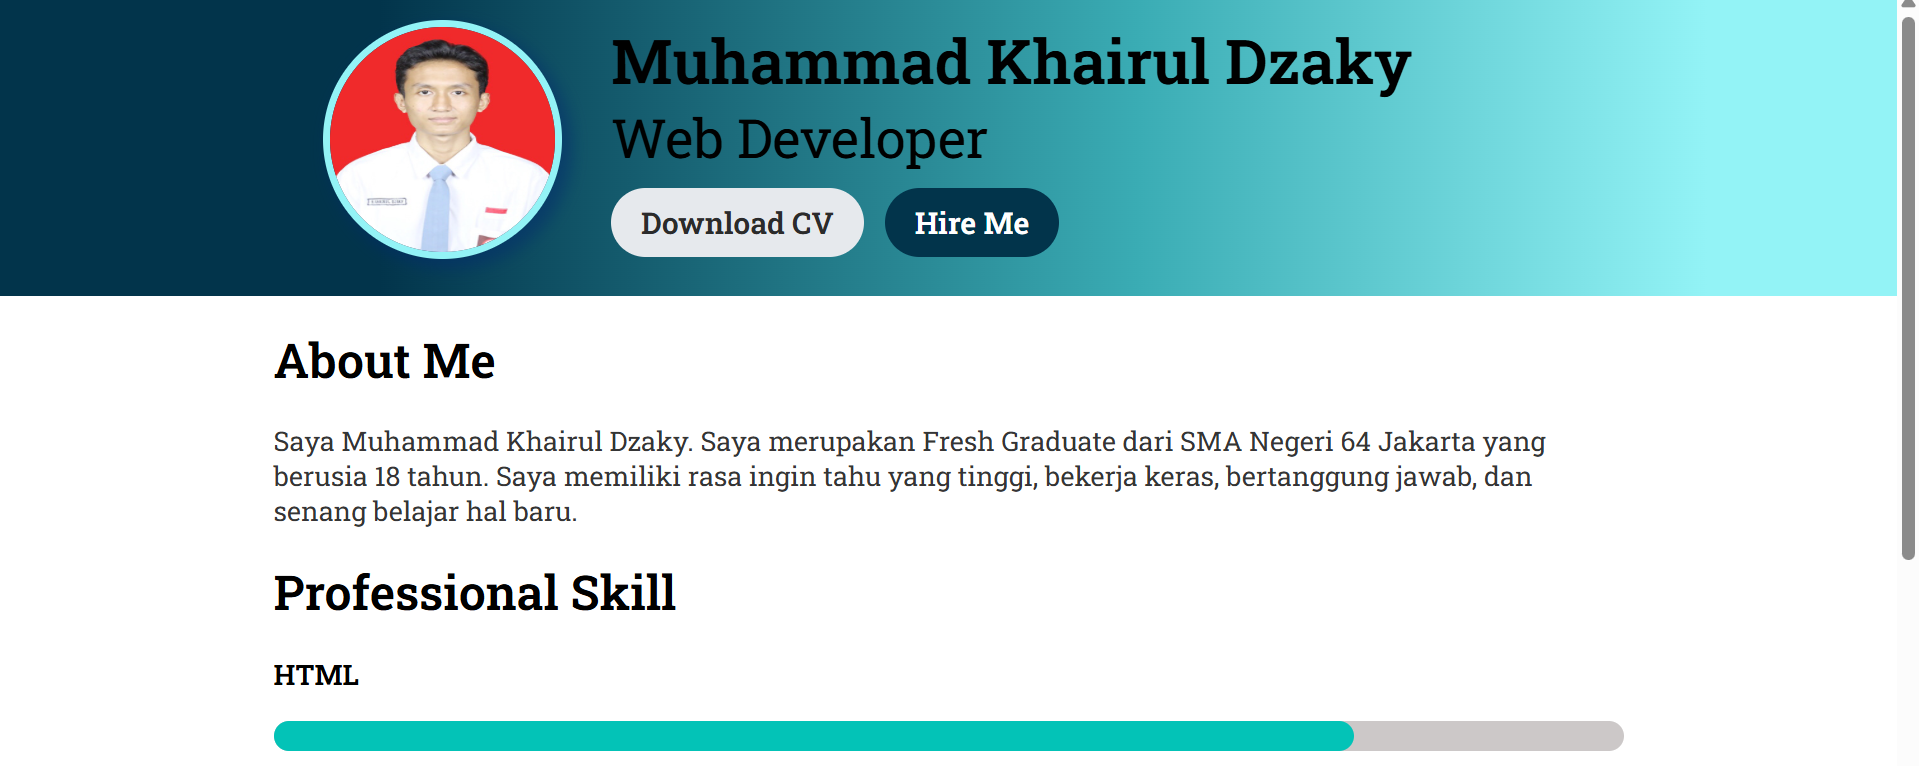 Muhammad Khairul Dzaky
Web Developer
Download CV
Hire Me
About Me
Saya Muhammad Khairul Dzaky. Saya merupakan Fresh Graduate dari SMA Negeri 64 Jakarta yang
berusia 18 tahun. Saya memiliki rasa ingin tahu yang tinggi, bekerja keras, bertanggung jawab, dan
senang belajar hal baru.
Professional Skill
HTML